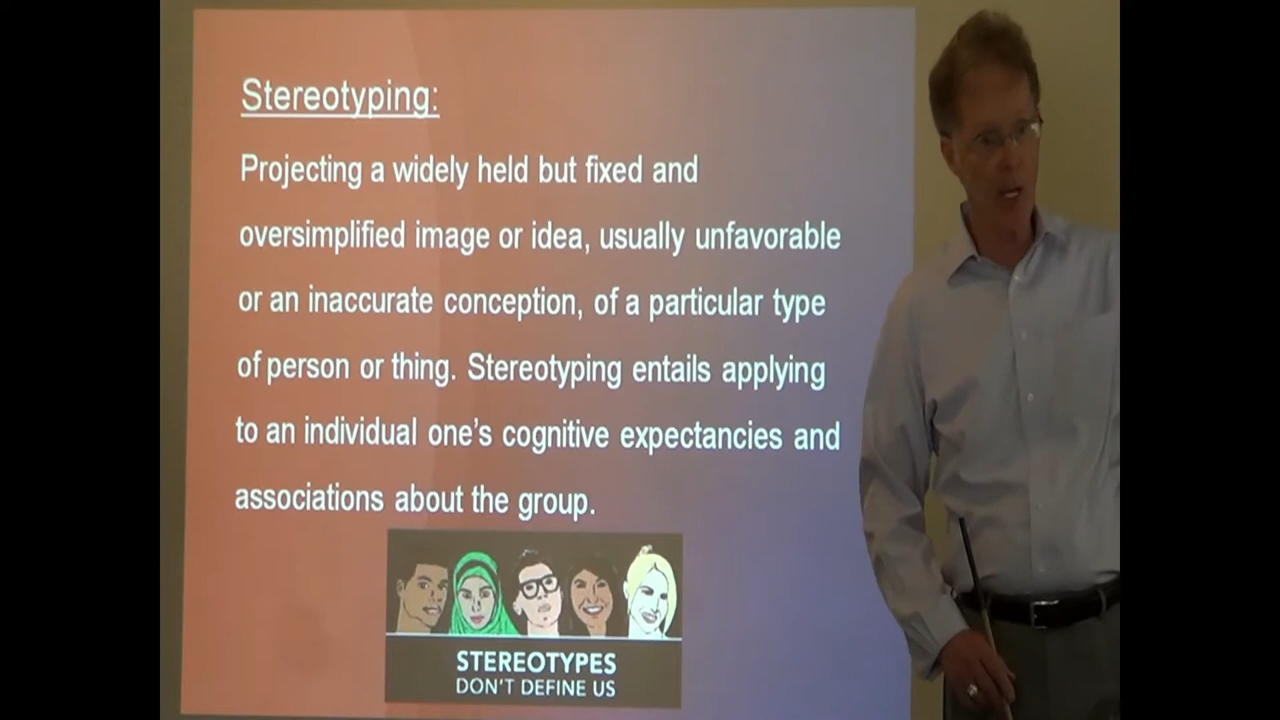 Stereotyping:
Projecting a widely held but fixed and
oversimplified image or idea, usually unfavorable
or an inaccurate conception, of a particular type
of person or thing. Stereotyping entails applying
to an individual one's cognitive expectancies and
associations about the group.
STEREOTYPES
DON'T DEFINE US